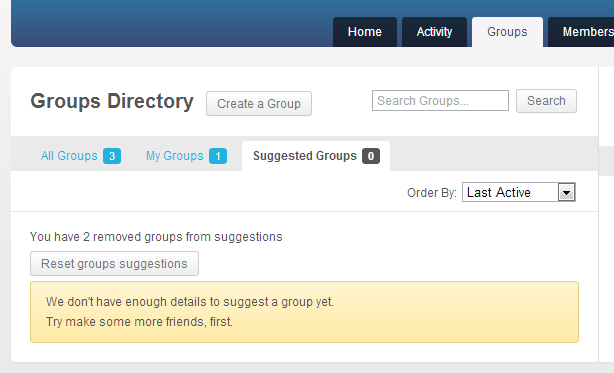 Home Activity Groups Members
Groups Directory Create a Group Search Groups... Search
All Groups 3 My Groups 1 Suggested Groups 0
Order By: Last Active
You have 2 removed groups from suggestions
Reset groups suggestions
We don't have enough details to suggest a group yet.
Try make some more friends, first.